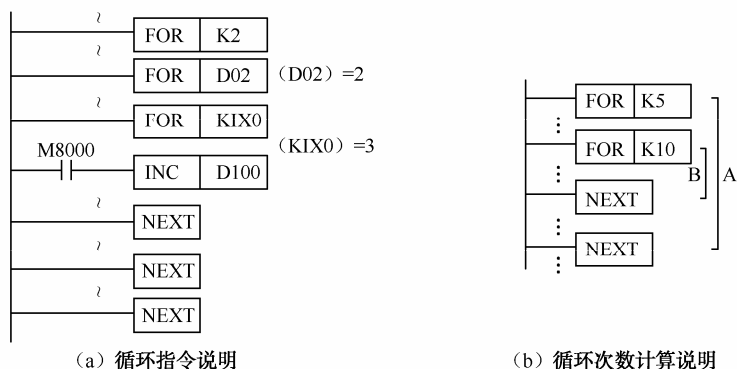 FOR K2
FOR D02 (D02)=2
FOR KIX0
(KIX0)=3
M8000
INC D100
NEXT
NEXT
NEXT
(a) 循环指令说明
FOR K5
FOR K10
B A
NEXT
NEXT
(b) 循环次数计算说明